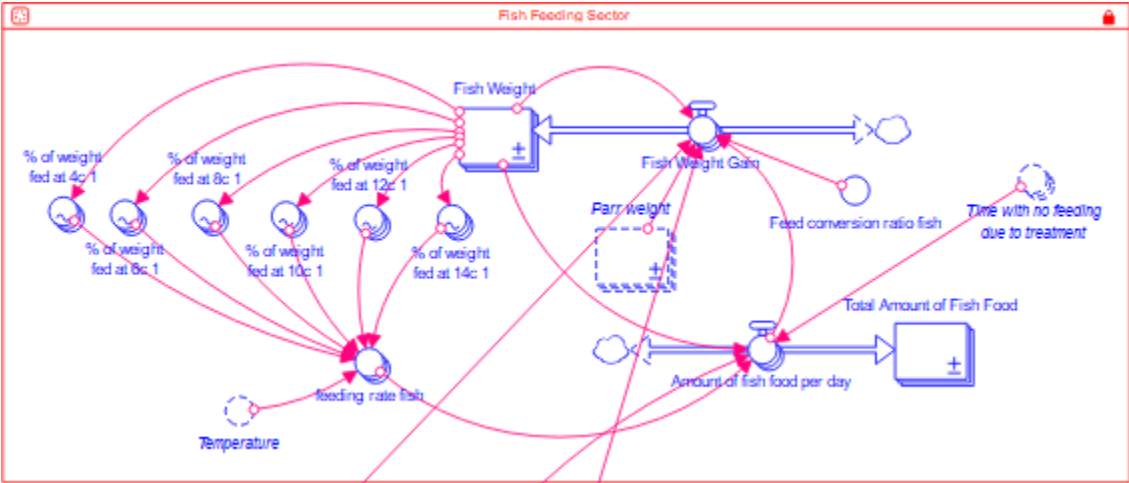 Fish Feeding Sector
Fish Weight
% of weight
fed at 4c 1
% of weight
fed at 8c 1
% of weight
fed at 12c 1
Fish Weight Gain
Parr weight
Feed conversion ratio fish
Time with no feeding
due to treatment
% of weight
fed at 6c 1
% of weight
fed at 10c 1
% of weight
fed at 14c 1
Total Amount of Fish Food
Amount of fish food per day
feeding rate fish
Temperature